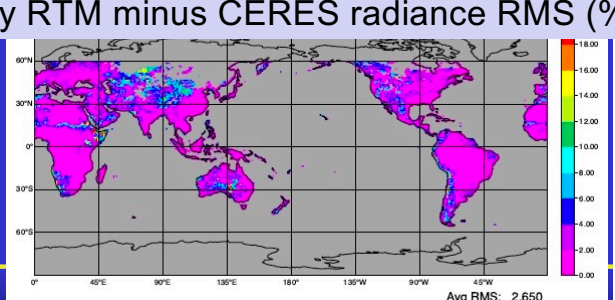 y RTM minus CERES radiance RMS (%
18.00
60°N
16.00
14.00
30°N
12.00
0°
10.00
8.00
30°S
6.00
4.00
60°S
2.00
0.00
0° 45°E 90°E 135°E 180° 135°W 90°W 45°W
Avg RMS: 2.650